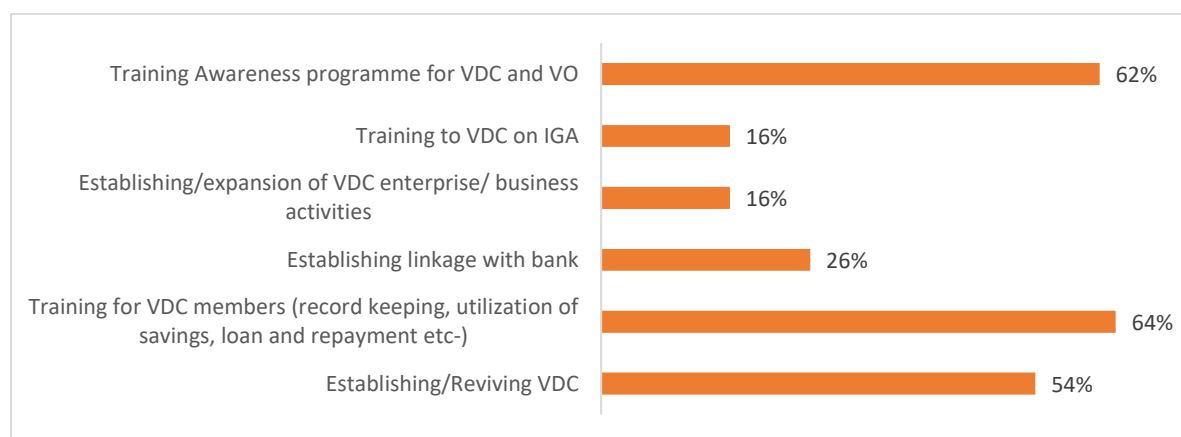 Training Awareness programme for VDC and VO
62%
Training to VDC on IGA
16%
Establishing/expansion of VDC enterprise/ business
activities
16%
Establishing linkage with bank
26%
Training for VDC members (record keeping, utilization of
savings, loan and repayment etc-)
64%
Establishing/Reviving VDC
54%